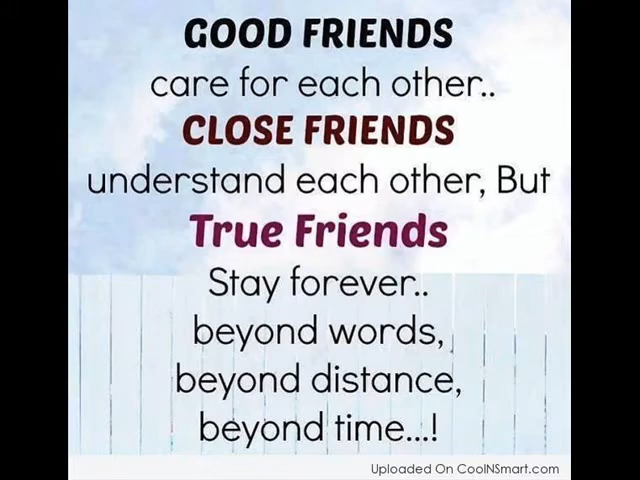 GOOD FRIENDS
care for each other..
CLOSE FRIENDS
understand each other, But
True Friends
Stay forever..
beyond words,
beyond distance,
beyond time...!
Uploaded On CoolNSmart.com